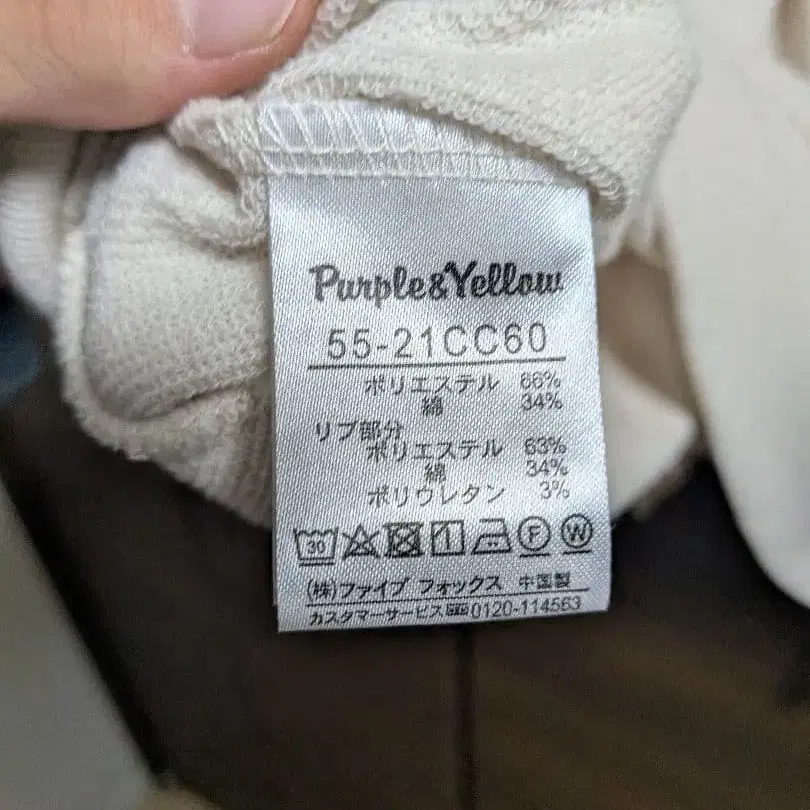 Purple&Yellow
55-21CC60
ポリエステル 66%
綿 34%
リブ部分
ポリエステル 63%
綿 34%
ポリウレタン 3%
30
F W
(株)ファイブ フォックス 中国製
カスタマーサービス 0120-114563